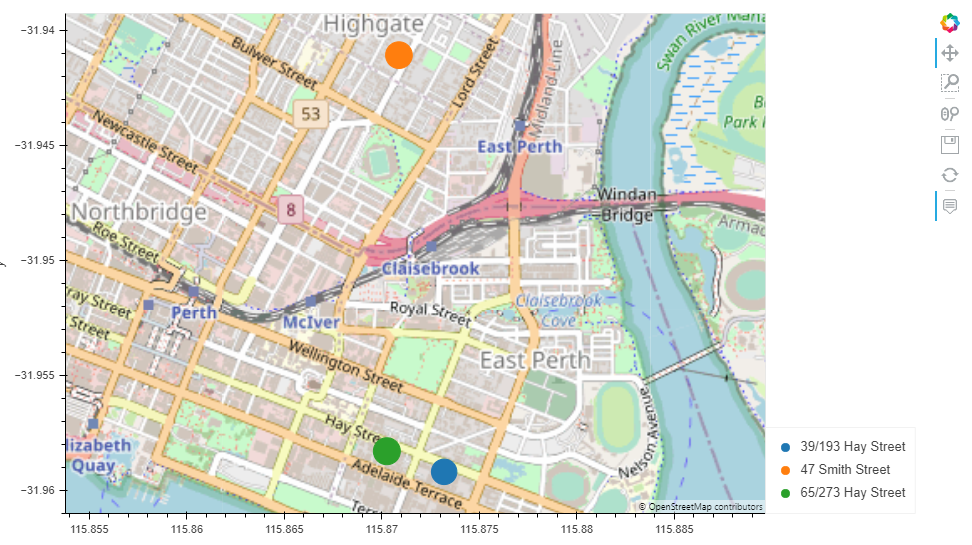 Highgate
Swan River
−31.94
Bulwer Street
Lord Street
Midland Line
53
Park
Newcastle Street
−31.945
East Perth
8
Windan
Bridge
Northbridge
Roe Street
Armad
y
−31.95
Claisebrook
Claisebrook
Cove
ray Street
Perth
McIver
Royal Street
Street
East Perth
Wellington Street
−31.955
Hay Stre
lizabeth
Quay
Nelson Avenue
Adelaide Terrace
−31.96
Terr
© OpenStreetMap contributors
39/193 Hay Street
47 Smith Street
65/273 Hay Street
115.855
115.86
115.865
115.87
115.875
115.88
115.885